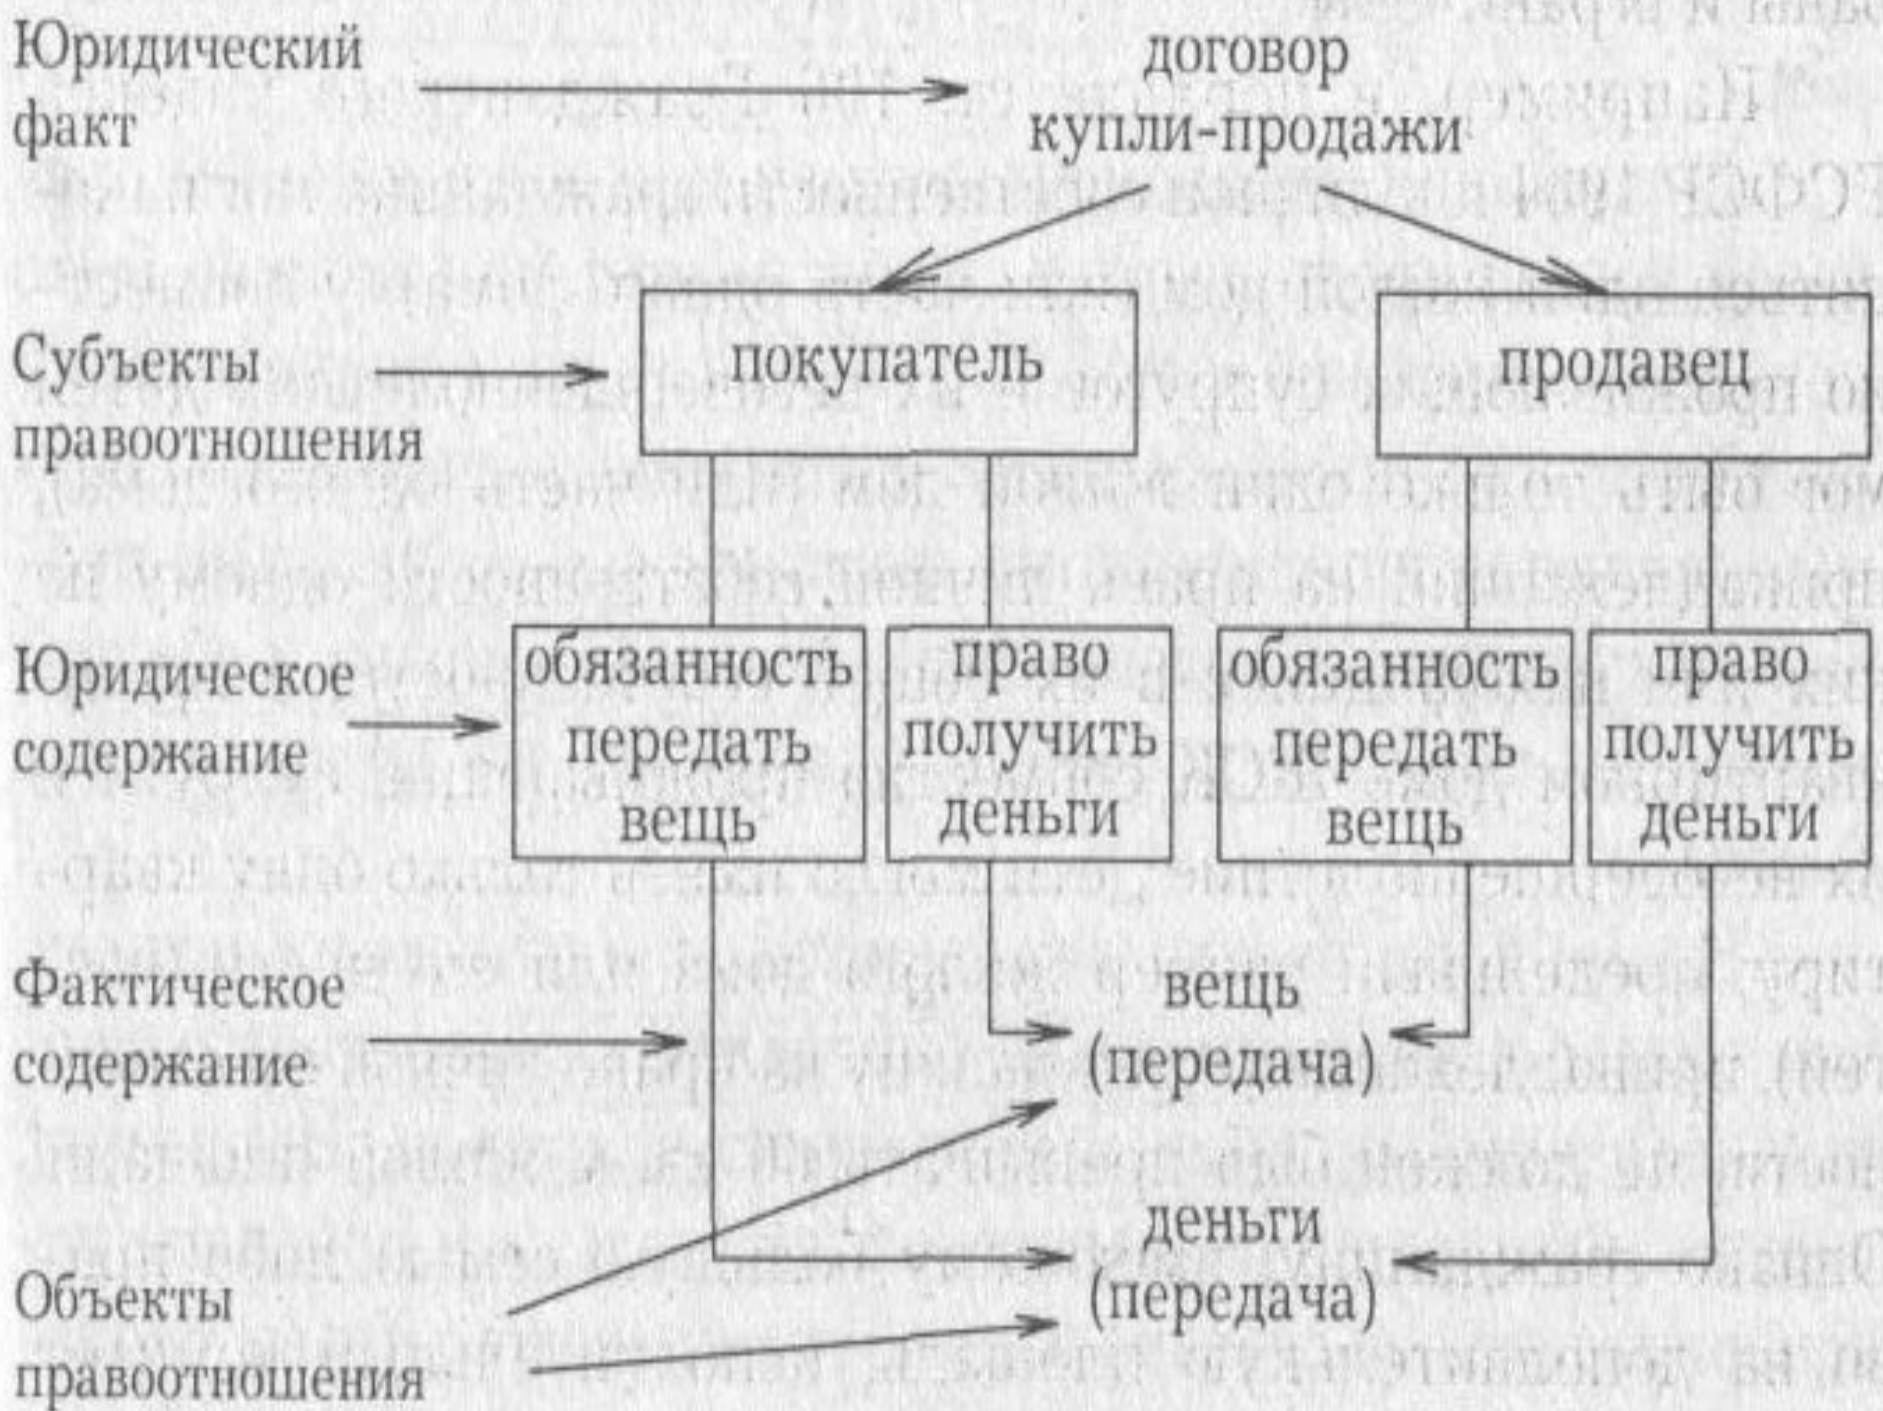 Юридический
факт
договор
купли-продажи
Субъекты
правоотношения
покупатель
продавец
Юридическое
содержание
обязанность
передать
вещь
право
получить
деньги
обязанность
передать
вещь
право
получить
деньги
Фактическое
содержание
вещь
(передача)
Объекты
правоотношения
деньги
(передача)